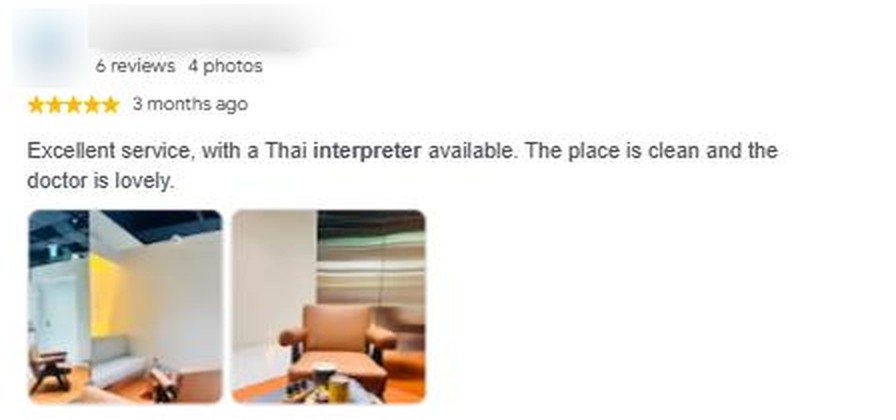 6 reviews 4 photos
★★★★★ 3 months ago
Excellent service, with a Thai interpreter available. The place is clean and the
doctor is lovely.